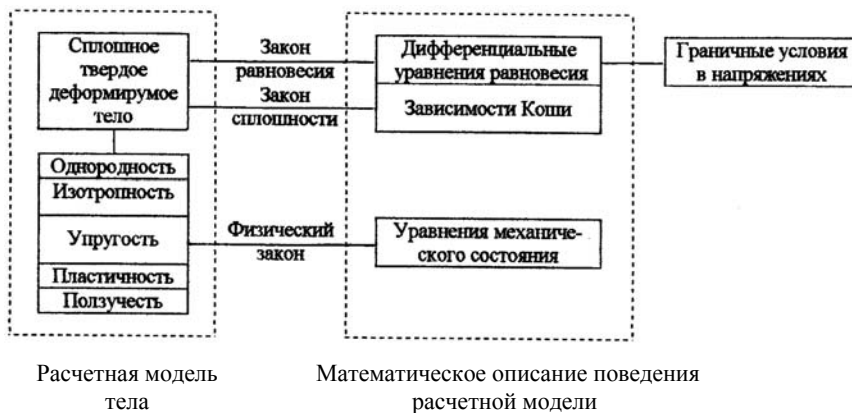 Сплошное
твердое
деформирумое
тело
Однородность
Изотропность
Упругость
Пластичность
Ползучесть
Закон
равновесия
Закон
сплошности
Физический
закон
Дифференциальные
уравнения равновесия
Зависимости Коши
Уравнения механиче-
ского состояния
Граничные условия
в напряжениях
Расчетная модель
тела
Математическое описание поведения
расчетной модели